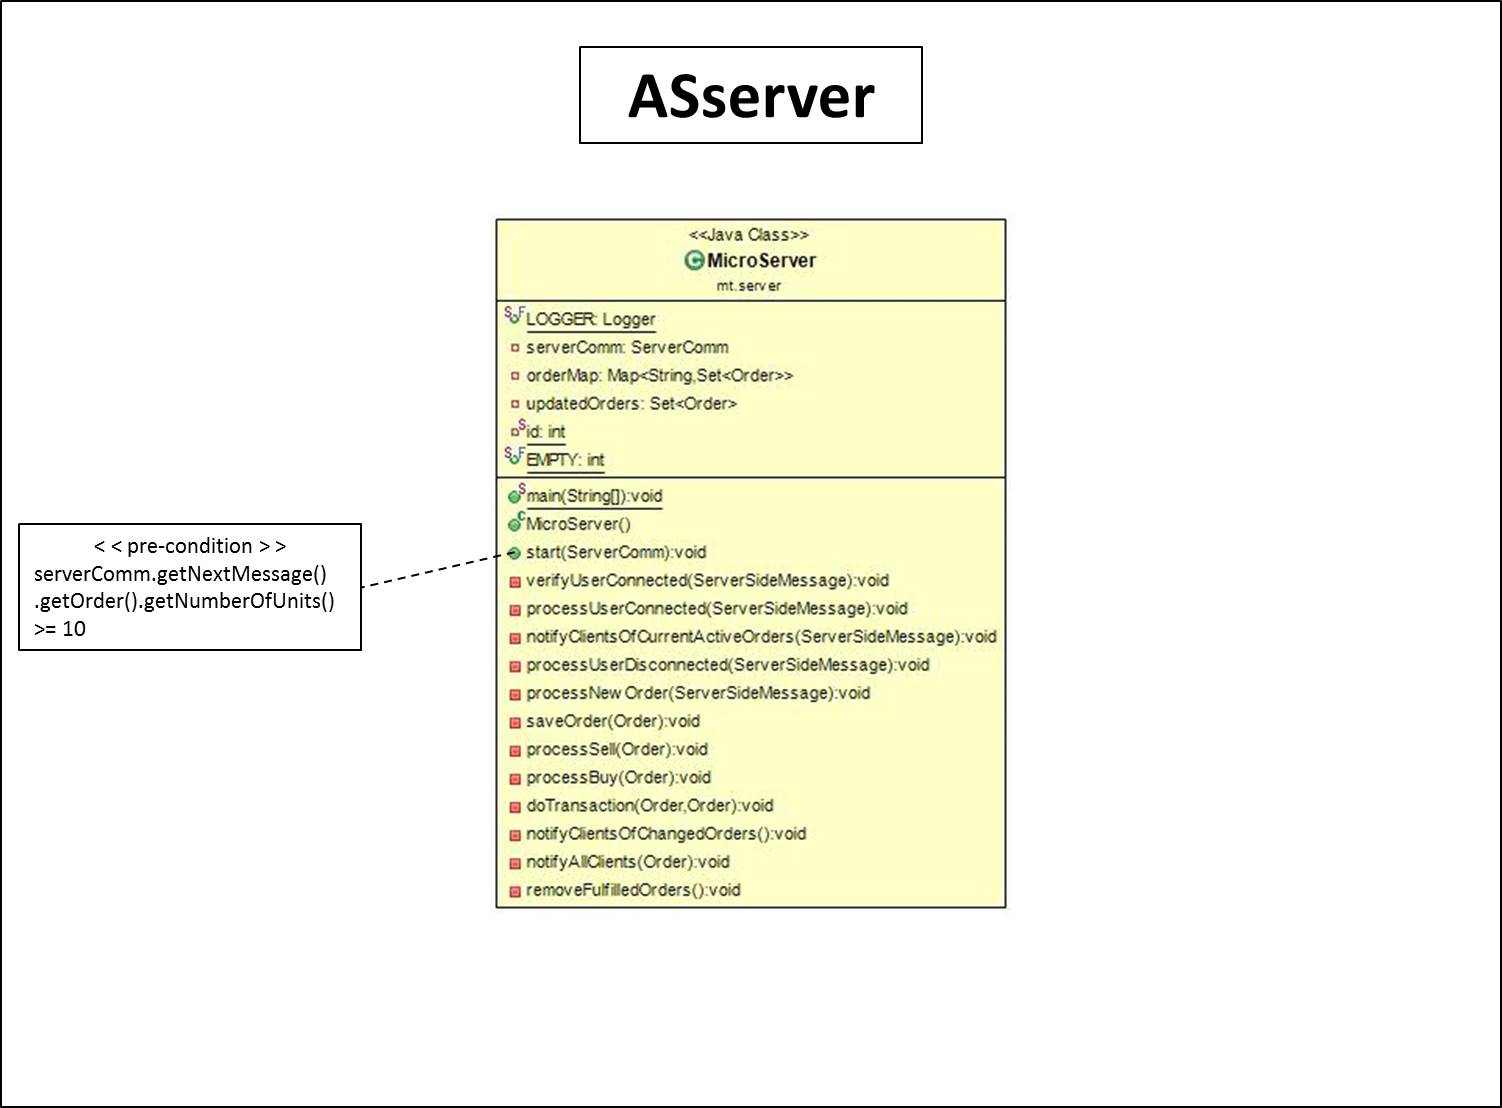 ASserver
<<Java Class>>
MicroServer
mt.server
LOGGER: Logger
serverComm: ServerComm
orderMap: Map<String,Set<Order>>
updatedOrders: Set<Order>
id: int
EMPTY: int
main(String[]):void
MicroServer()
start(ServerComm):void
verifyUserConnected(ServerSideMessage):void
processUserConnected(ServerSideMessage):void
notifyClientsOfCurrentActiveOrders(ServerSideMessage):void
processUserDisconnected(ServerSideMessage):void
processNewOrder(ServerSideMessage):void
saveOrder(Order):void
processSell(Order):void
processBuy(Order):void
doTransaction(Order,Order):void
notifyClientsOfChangedOrders():void
notifyAllClients(Order):void
removeFulfilledOrders():void
< < pre-condition > >
serverComm.getNextMessage()
.getOrder().getNumberOfUnits()
>= 10